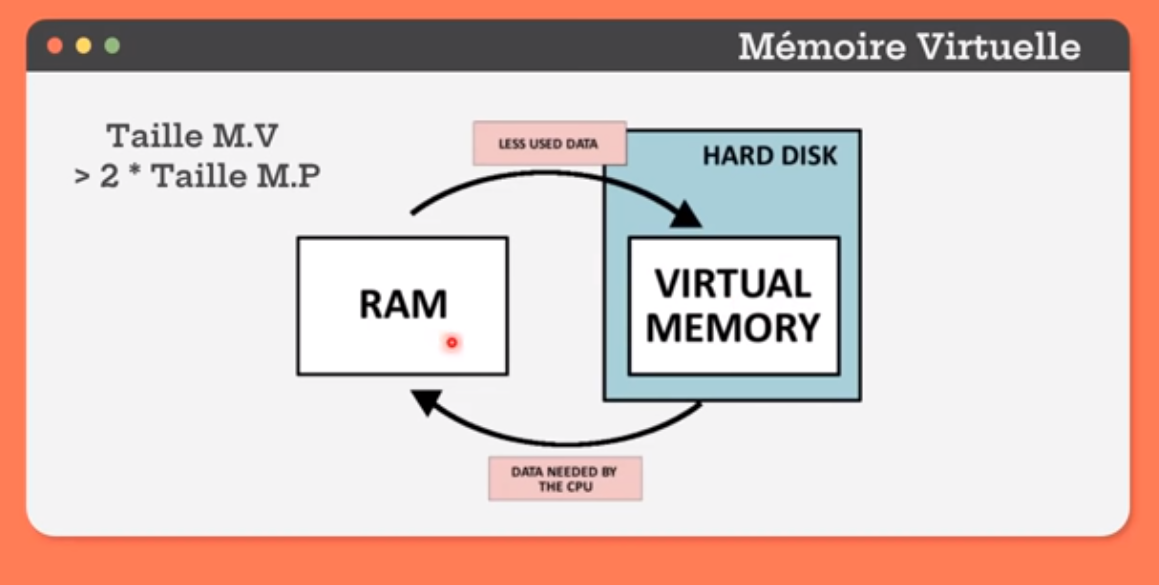 Mémoire Virtuelle
Taille M.V
> 2 * Taille M.P
LESS USED DATA
HARD DISK
RAM
VIRTUAL
MEMORY
DATA NEEDED BY
THE CPU